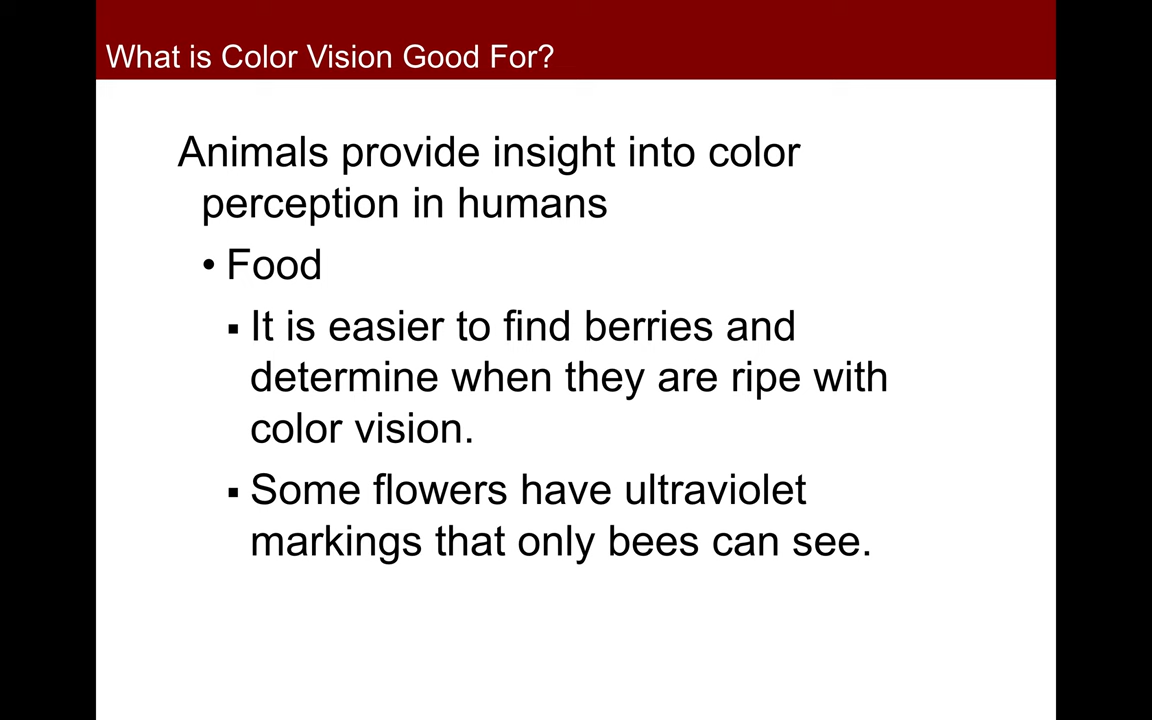 What is Color Vision Good For?
Animals provide insight into color
perception in humans
• Food
▪ It is easier to find berries and
determine when they are ripe with
color vision.
▪ Some flowers have ultraviolet
markings that only bees can see.